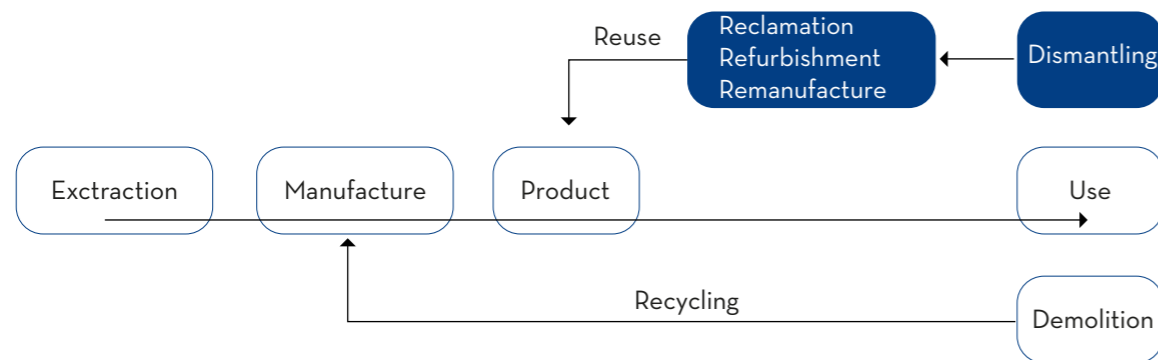 Reuse
Reclamation
Refurbishment
Remanufacture
Dismantling
Exctraction
Manufacture
Product
Use
Recycling
Demolition